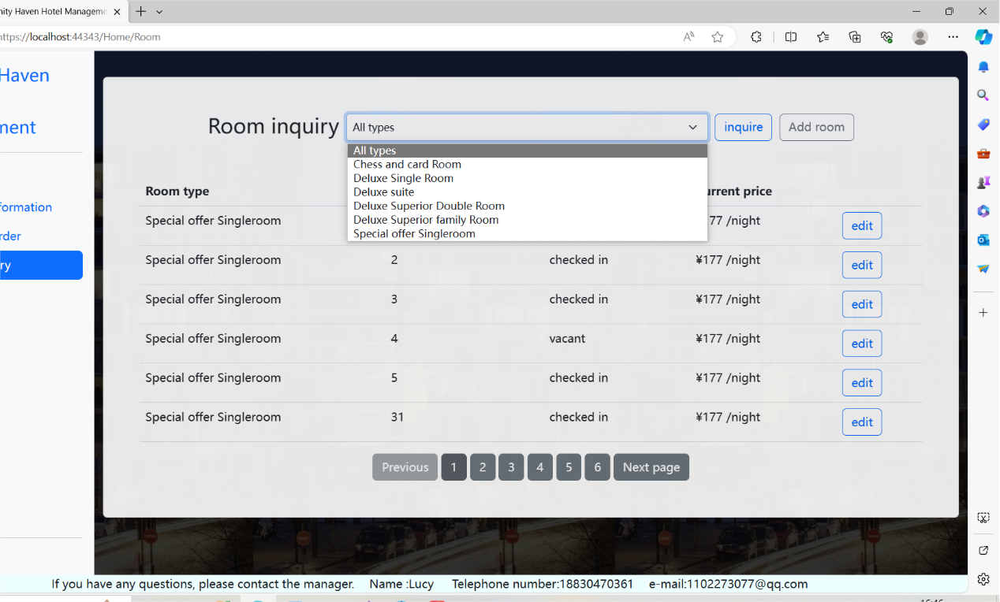 nity Haven Hotel Manageme
https://localhost:44343/Home/Room
Haven
ment
formation
rder
ry
Room inquiry All types inquire Add room
All types
Chess and card Room
Deluxe Single Room
Deluxe suite
Deluxe Superior Double Room
Deluxe Superior family Room
Special offer Singleroom
Room type urrent price
Special offer Singleroom 77 /night edit
Special offer Singleroom 2 checked in ¥177 /night edit
Special offer Singleroom 3 checked in ¥177 /night edit
Special offer Singleroom 4 vacant ¥177 /night edit
Special offer Singleroom 5 checked in ¥177 /night edit
Special offer Singleroom 31 checked in ¥177 /night edit
Previous 1 2 3 4 5 6 Next page
If you have any questions, please contact the manager. Name :Lucy Telephone number:18830470361 e-mail:1102273077@qq.com